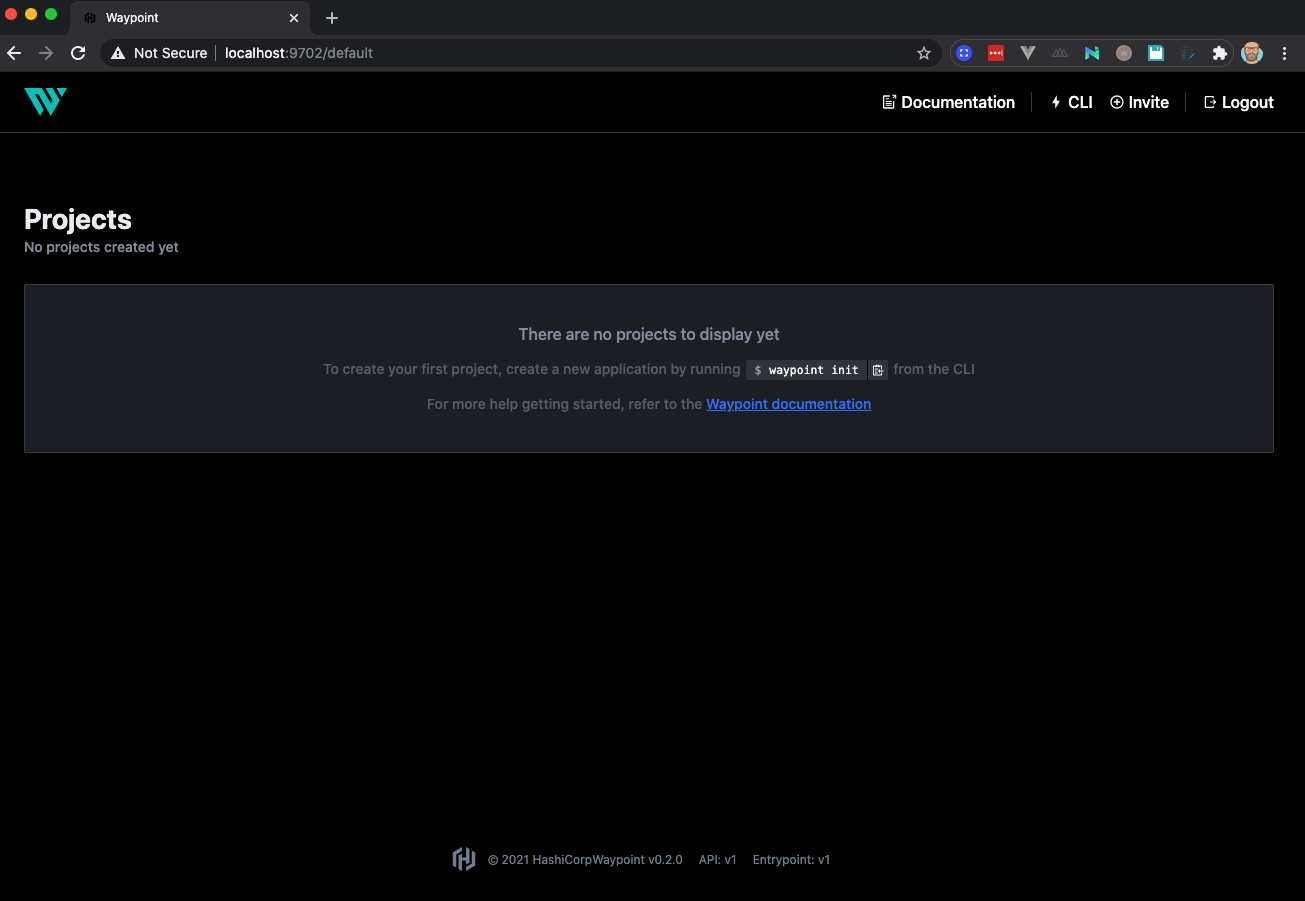 Waypoint
Not Secure localhost:9702/default
Documentation CLI Invite Logout
Projects
No projects created yet
There are no projects to display yet
To create your first project, create a new application by running $ waypoint init from the CLI
For more help getting started, refer to the Waypoint documentation
© 2021 HashiCorpWaypoint v0.2.0 API: v1 Entrypoint: v1